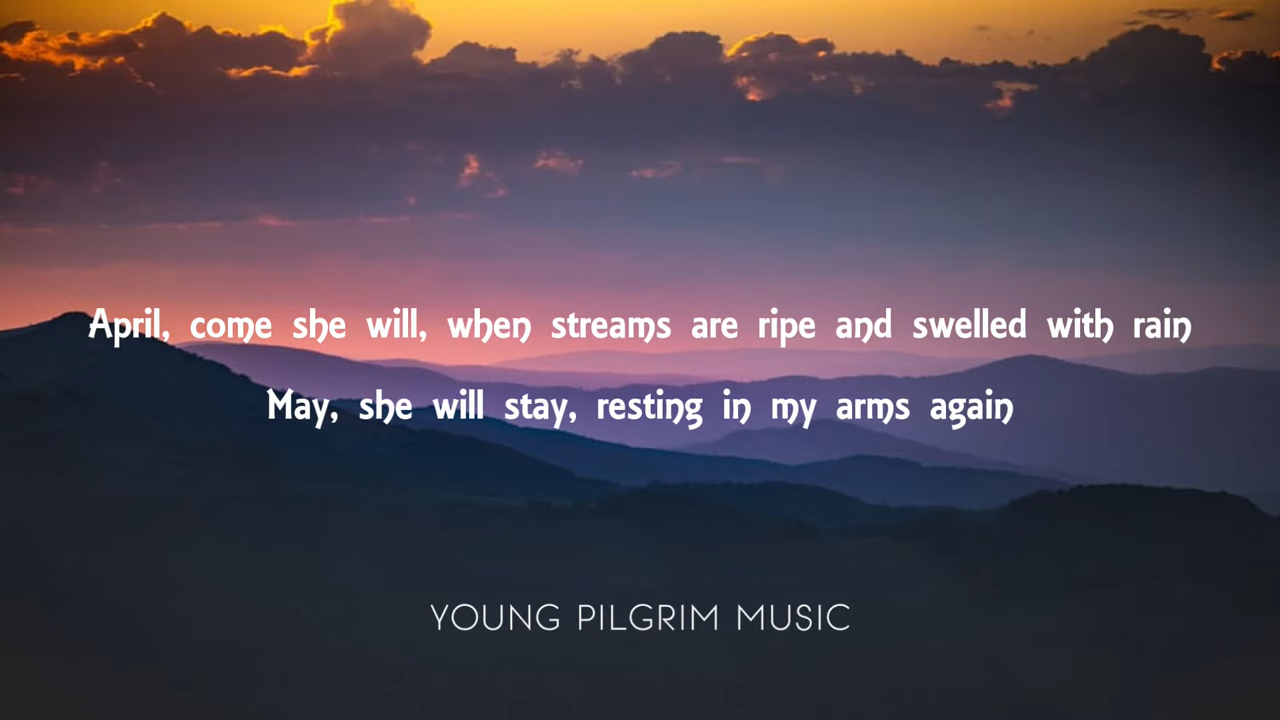 April, come she will, when streams are ripe and swelled with rain
May, she will stay, resting in my arms again
YOUNG PILGRIM MUSIC